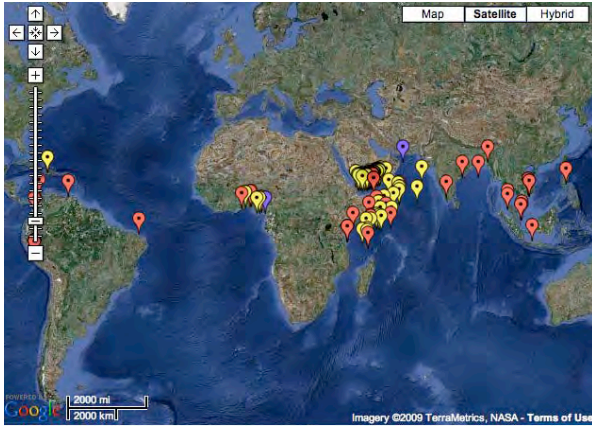 Map Satellite Hybrid
POWERED BY
Google
2000 mi
2000 km
Imagery ©2009 TerraMetrics, NASA - Terms of Use